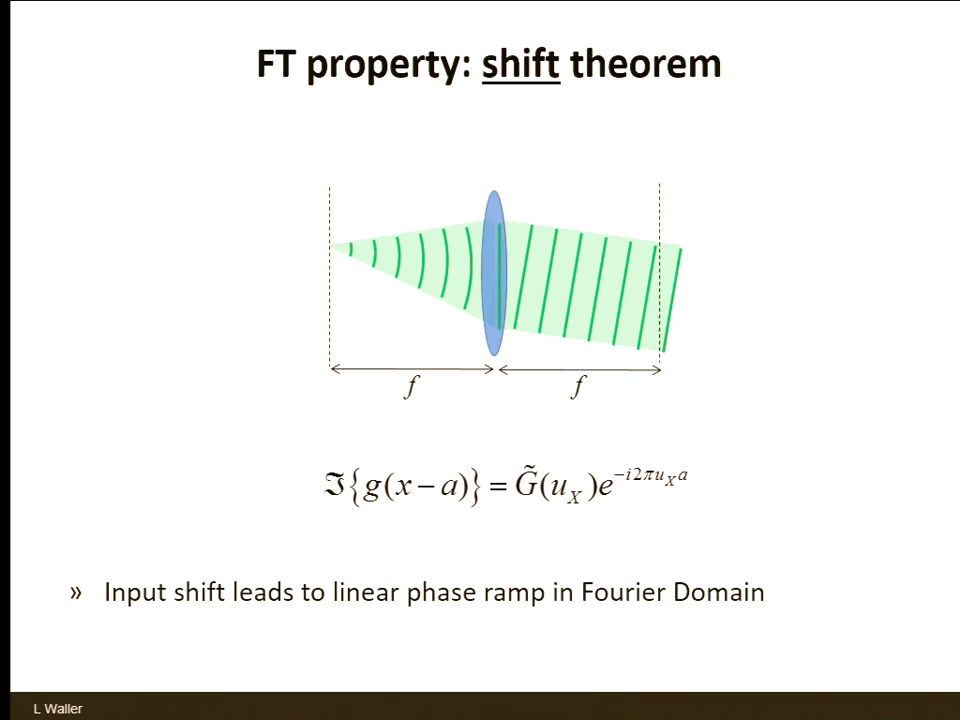 FT property: shift theorem
f f
ℑ{g(x − a)} = G̃(u_X)e^{−i2πu_X a}
» Input shift leads to linear phase ramp in Fourier Domain
L Waller